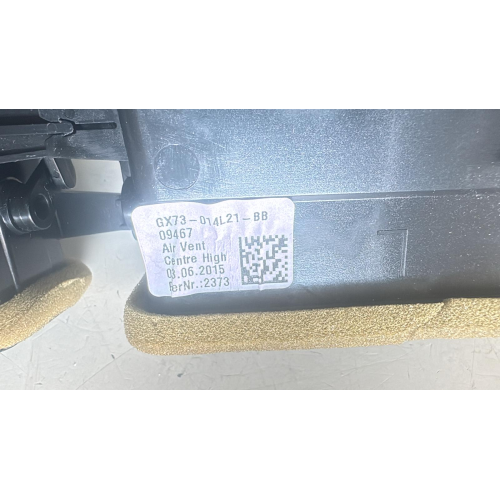 GX73-014L21-BB
09467
Air Vent
Centre High
03.06.2015
FerNr.:2373